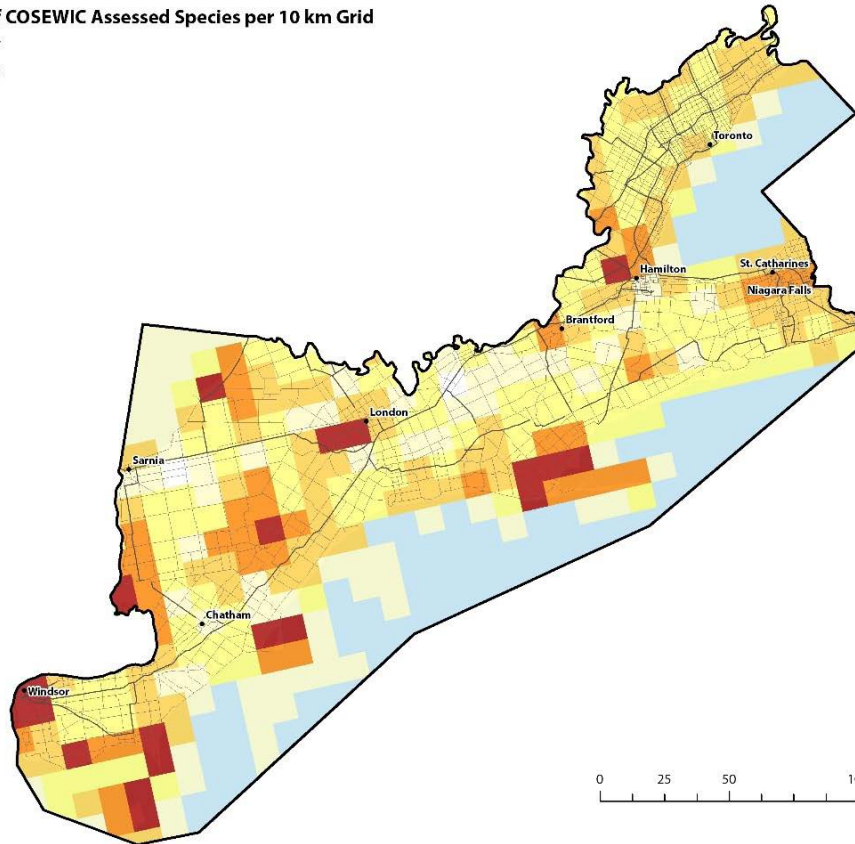 COSEWIC Assessed Species per 10 km Grid
Toronto
St. Catharines
Hamilton
Niagara Falls
Brantford
London
Sarnia
Chatham
Windsor
0 25 50